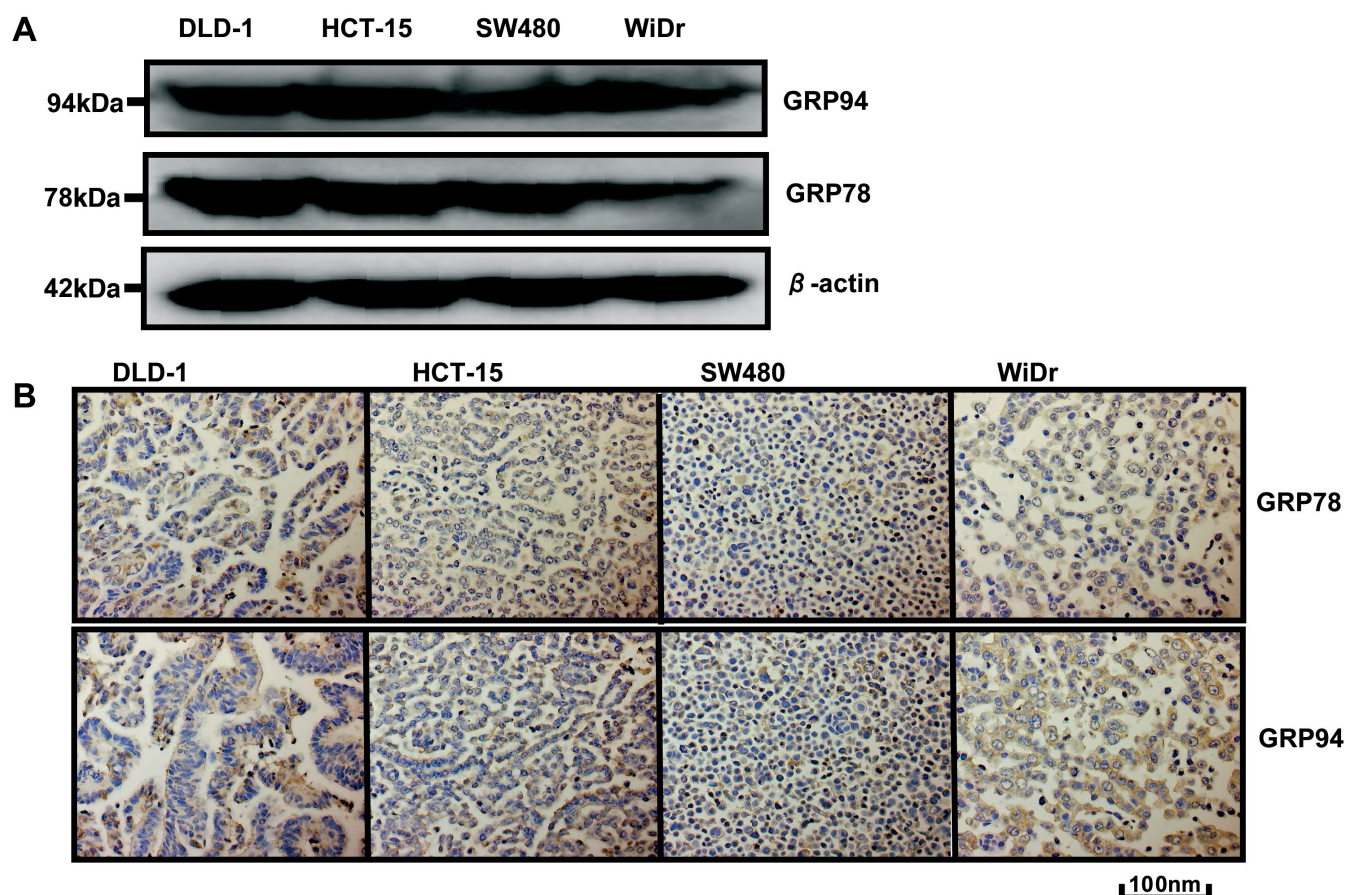 A
DLD-1 HCT-15 SW480 WiDr
94kDa GRP94
78kDa GRP78
42kDa β-actin
B
DLD-1 HCT-15 SW480 WiDr
GRP78
GRP94
100nm